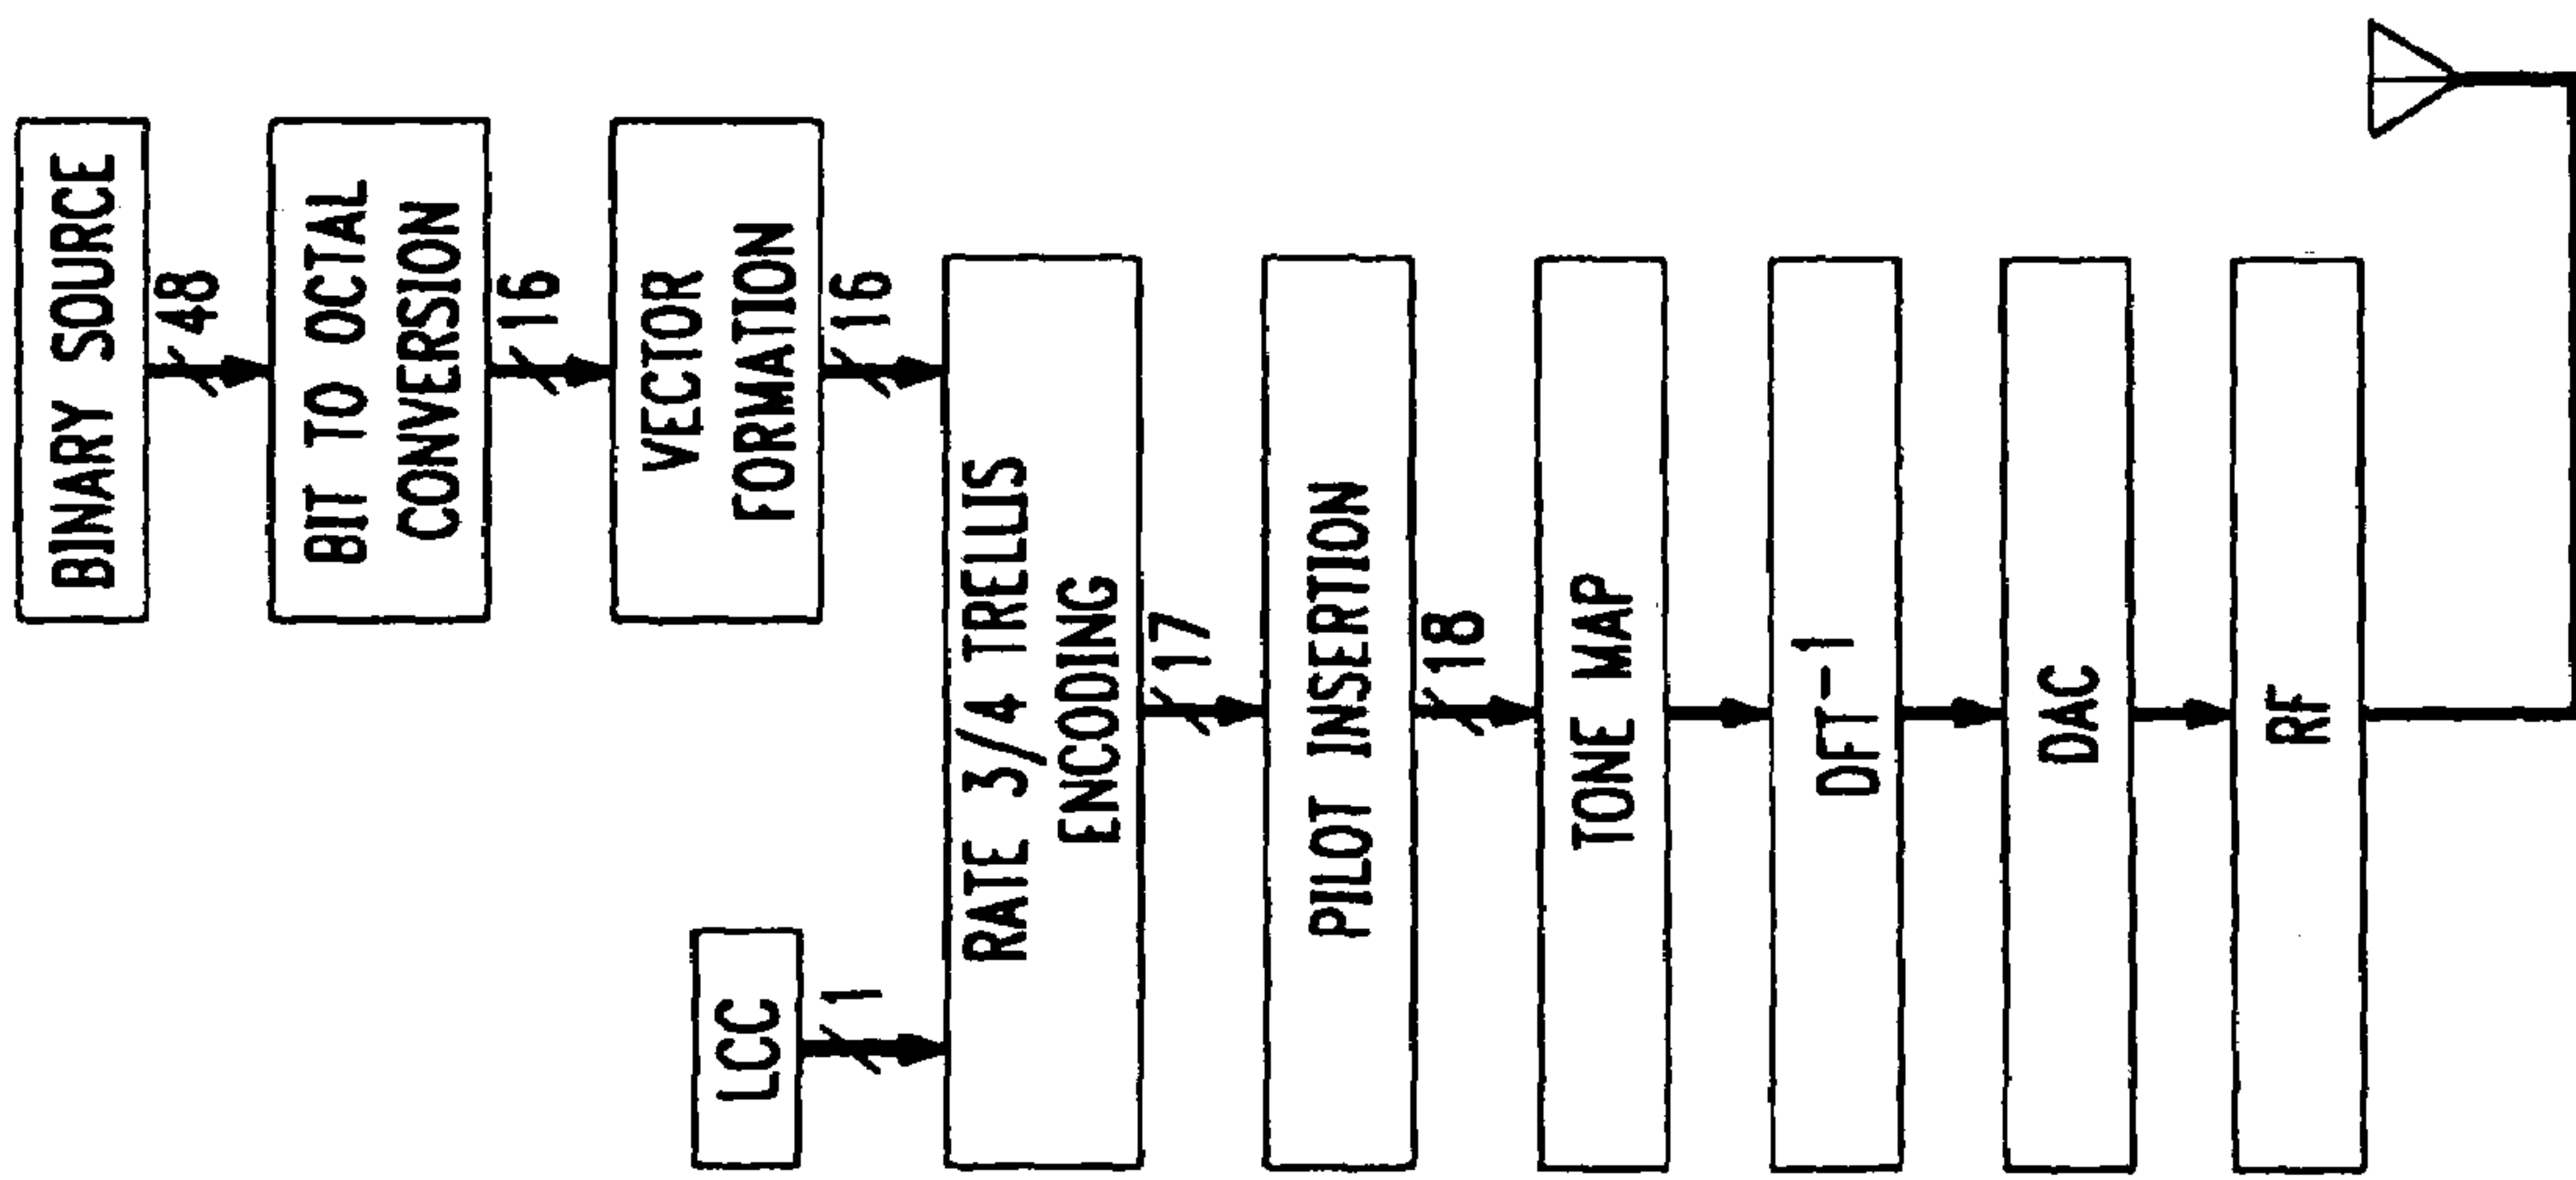 BINARY SOURCE
48
BIT TO OCTAL
CONVERSION
16
VECTOR
FORMATION
16
LCC
1
RATE 3/4 TRELLIS
ENCODING
17
PILOT INSERTION
18
TONE MAP
DFT-1
DAC
RF